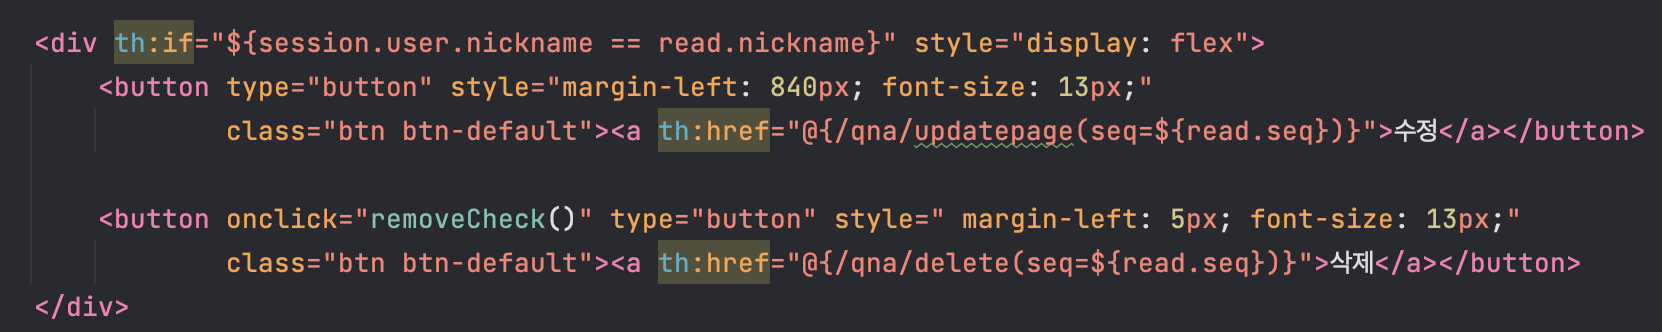 <div th:if="${session.user.nickname == read.nickname}" style="display: flex">
<button type="button" style="margin-left: 840px; font-size: 13px;"
class="btn btn-default"><a th:href="@{/qna/updatepage(seq=${read.seq})}">수정</a></button>
<button onclick="removeCheck()" type="button" style=" margin-left: 5px; font-size: 13px;"
class="btn btn-default"><a th:href="@{/qna/delete(seq=${read.seq})}">삭제</a></button>
</div>